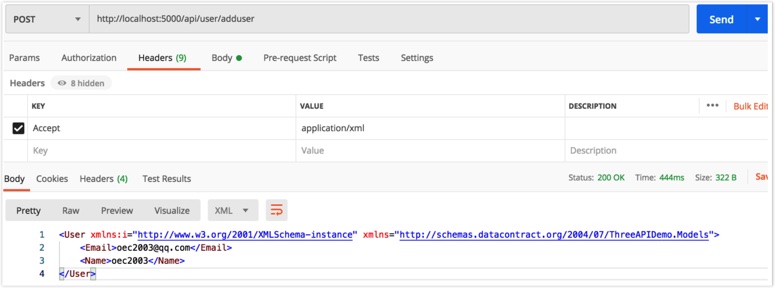 POST http://localhost:5000/api/user/adduser Send
Params Authorization Headers (9) Body Pre-request Script Tests Settings
Headers 8 hidden
KEY VALUE DESCRIPTION ••• Bulk Edit
Accept application/xml
Key Value Description
Body Cookies Headers (4) Test Results Status: 200 OK Time: 444ms Size: 322 B
Pretty Raw Preview Visualize XML
1 <User xmlns:i="http://www.w3.org/2001/XMLSchema-instance" xmlns="http://schemas.datacontract.org/2004/07/ThreeAPIDemo.Models">
2 <Email>oec2003@qq.com</Email>
3 <Name>oec2003</Name>
4 </User>